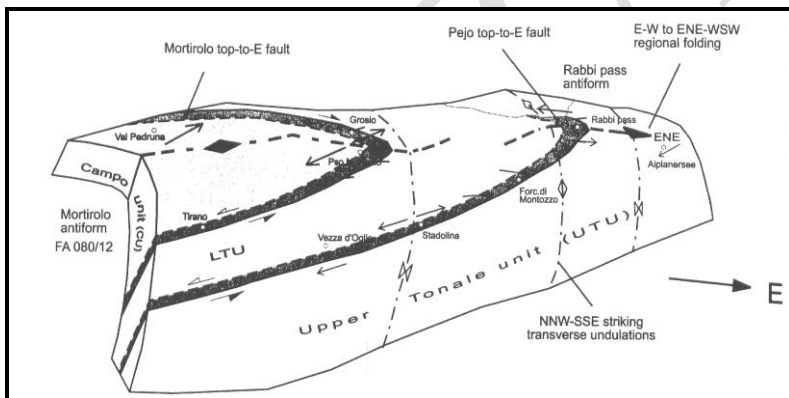 Mortirolo top-to-E fault
Pejo top-to-E fault
E-W to ENE-WSW
regional folding
Rabbi pass
antiform
Grosio
Val Pedruna
Rabbi pass
ENE
Alplanersee
Campo
unit (CU)
Mortirolo
antiform
FA 080/12
Tirano
Forc.di
Montozzo
LTU
Vezza d'Oglio
Stadolina
Upper Tonale unit (UTU)
E
NNW-SSE striking
transverse undulations